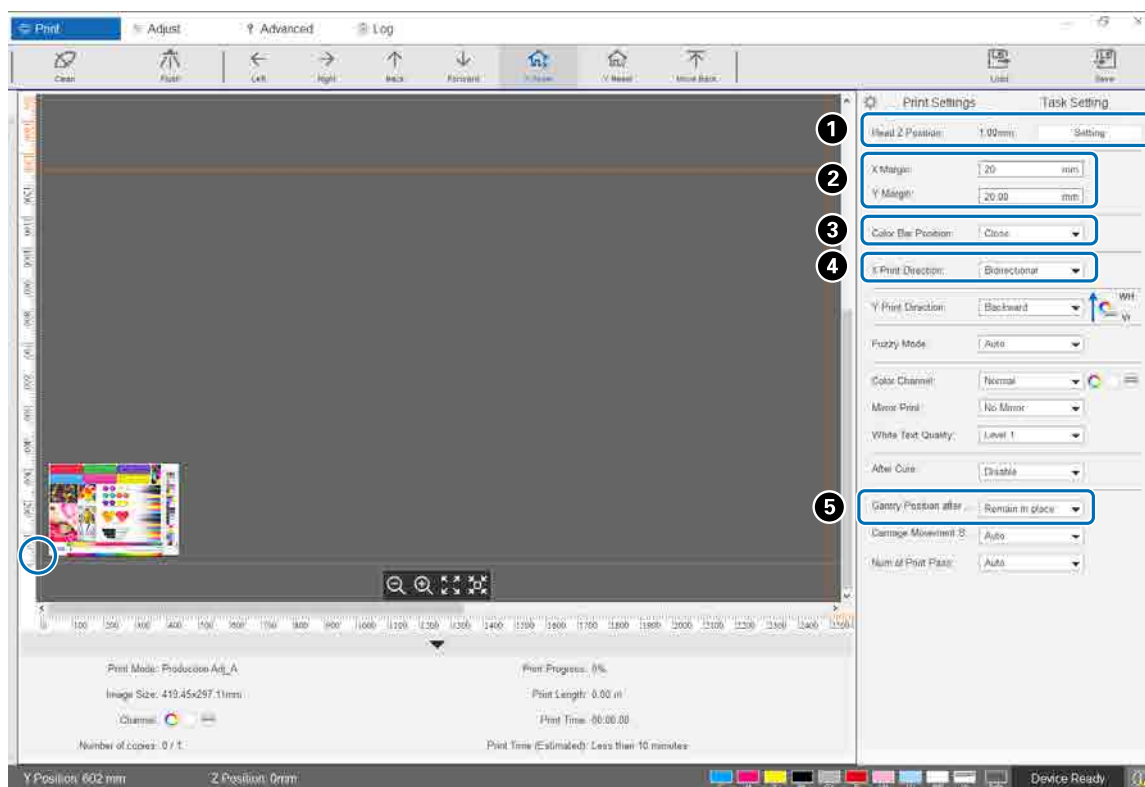 Print Adjust Advanced Log
Clean Flush Left Right Back Forward Y Reset Move Back Load Save
Print Settings Task Setting
1 Head Z Position: 1.00mm Setting
2 X Margin: 20 mm
Y Margin: 20.00 mm
3 Color Bar Position: Close
4 X Print Direction: Bidirectional
Y Print Direction: Backward WH
Fuzzy Mode: Auto
Color Channel: Normal
Mirror Print: No Mirror
White Text Quality: Level 1
After Cure: Disable
5 Gantry Position after Remain in place
Carriage Movement S Auto
Num of Print Pass: Auto
Print Mode: Production Adj_A Print Progress: 0%
Image Size: 419.45x297.11mm Print Length: 0.00 m
Channel: Print Time: 00:00:00
Number of copies: 0 / 1 Print Time (Estimated): Less than 10 minutes
Y Position: 602 mm Z Position: 0mm Device Ready